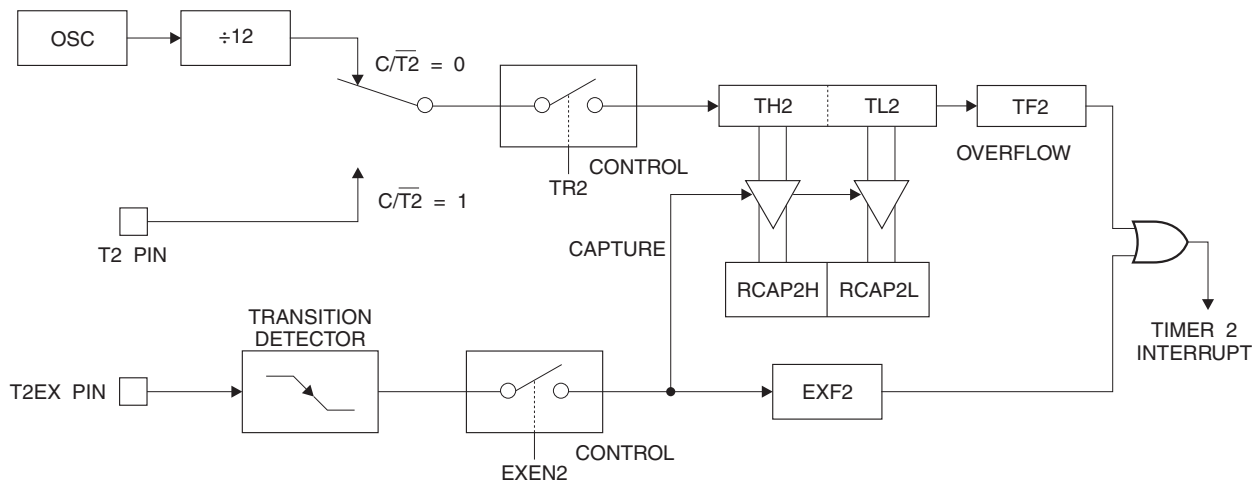 OSC
÷12
C/T2̅ = 0
TH2
TL2
TF2
OVERFLOW
CONTROL
TR2
C/T2̅ = 1
T2 PIN
CAPTURE
RCAP2H
RCAP2L
TRANSITION
DETECTOR
TIMER 2
INTERRUPT
T2EX PIN
EXF2
CONTROL
EXEN2